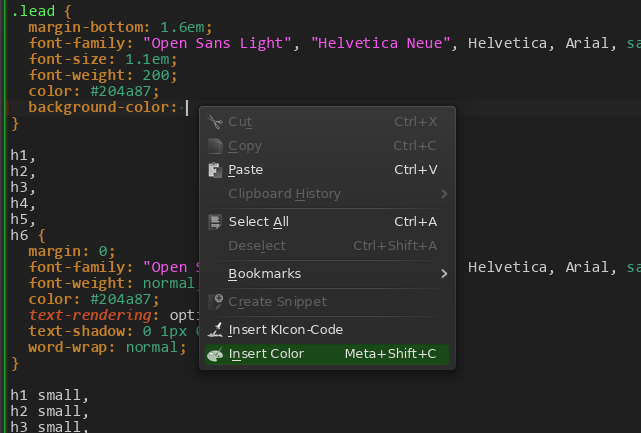 .lead {
margin-bottom: 1.6em;
font-family: "Open Sans Light", "Helvetica Neue", Helvetica, Arial, sa
font-size: 1.1em;
font-weight: 200;
color: #204a87;
background-color:
}
Cut Ctrl+X
Copy Ctrl+C
Paste Ctrl+V
Clipboard History
Select All Ctrl+A
Deselect Ctrl+Shift+A
Bookmarks
Create Snippet
Insert KIcon-Code
Insert Color Meta+Shift+C
h1,
h2,
h3,
h4,
h5,
h6 {
margin: 0;
font-family: "Open S Helvetica, Arial, sa
font-weight: normal;
color: #204a87;
text-rendering: opti
text-shadow: 0 1px 0
word-wrap: normal;
}
h1 small,
h2 small,
h3 small,